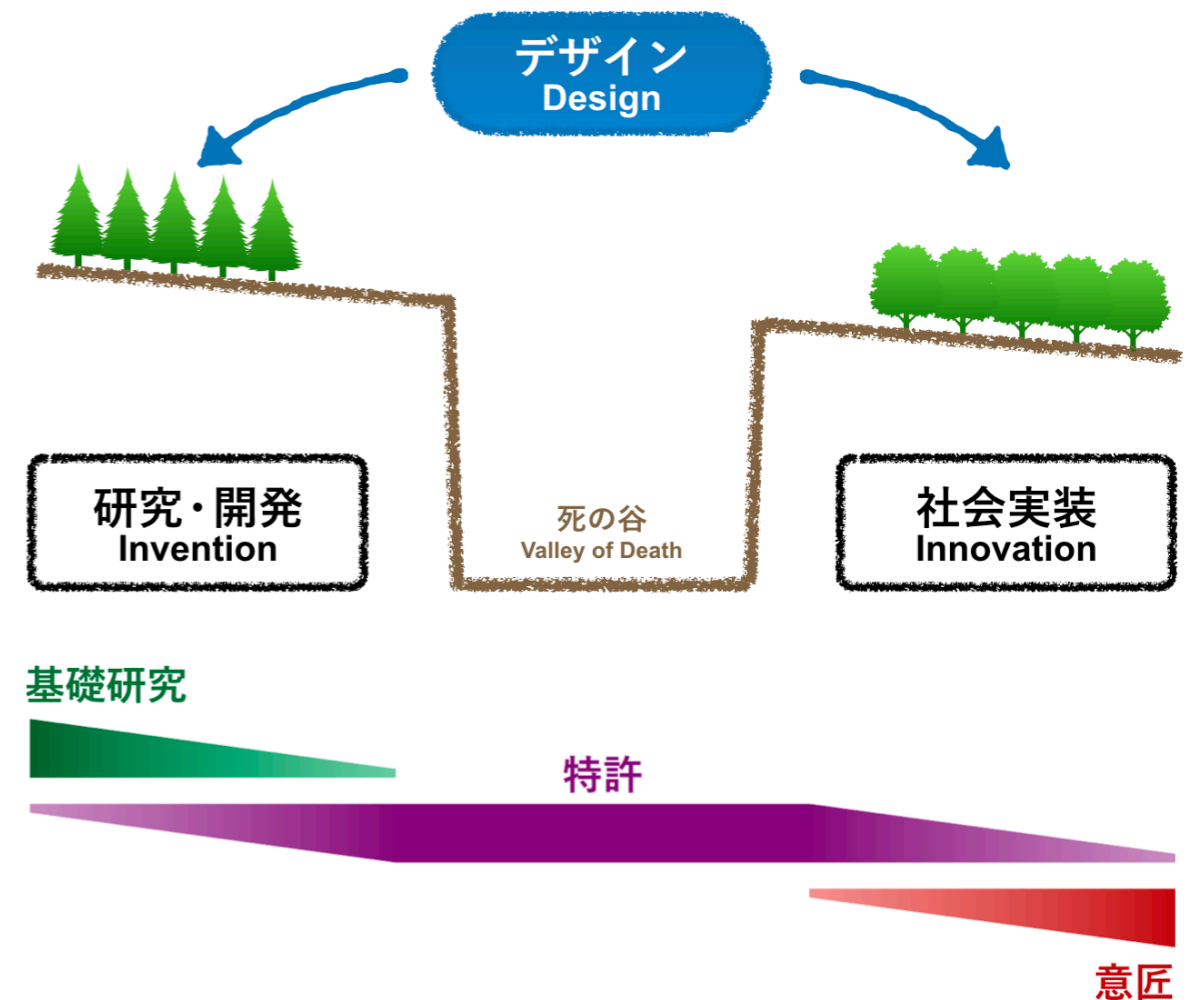 デザイン
Design
研究・開発
Invention
死の谷
Valley of Death
社会実装
Innovation
基礎研究
特許
意匠